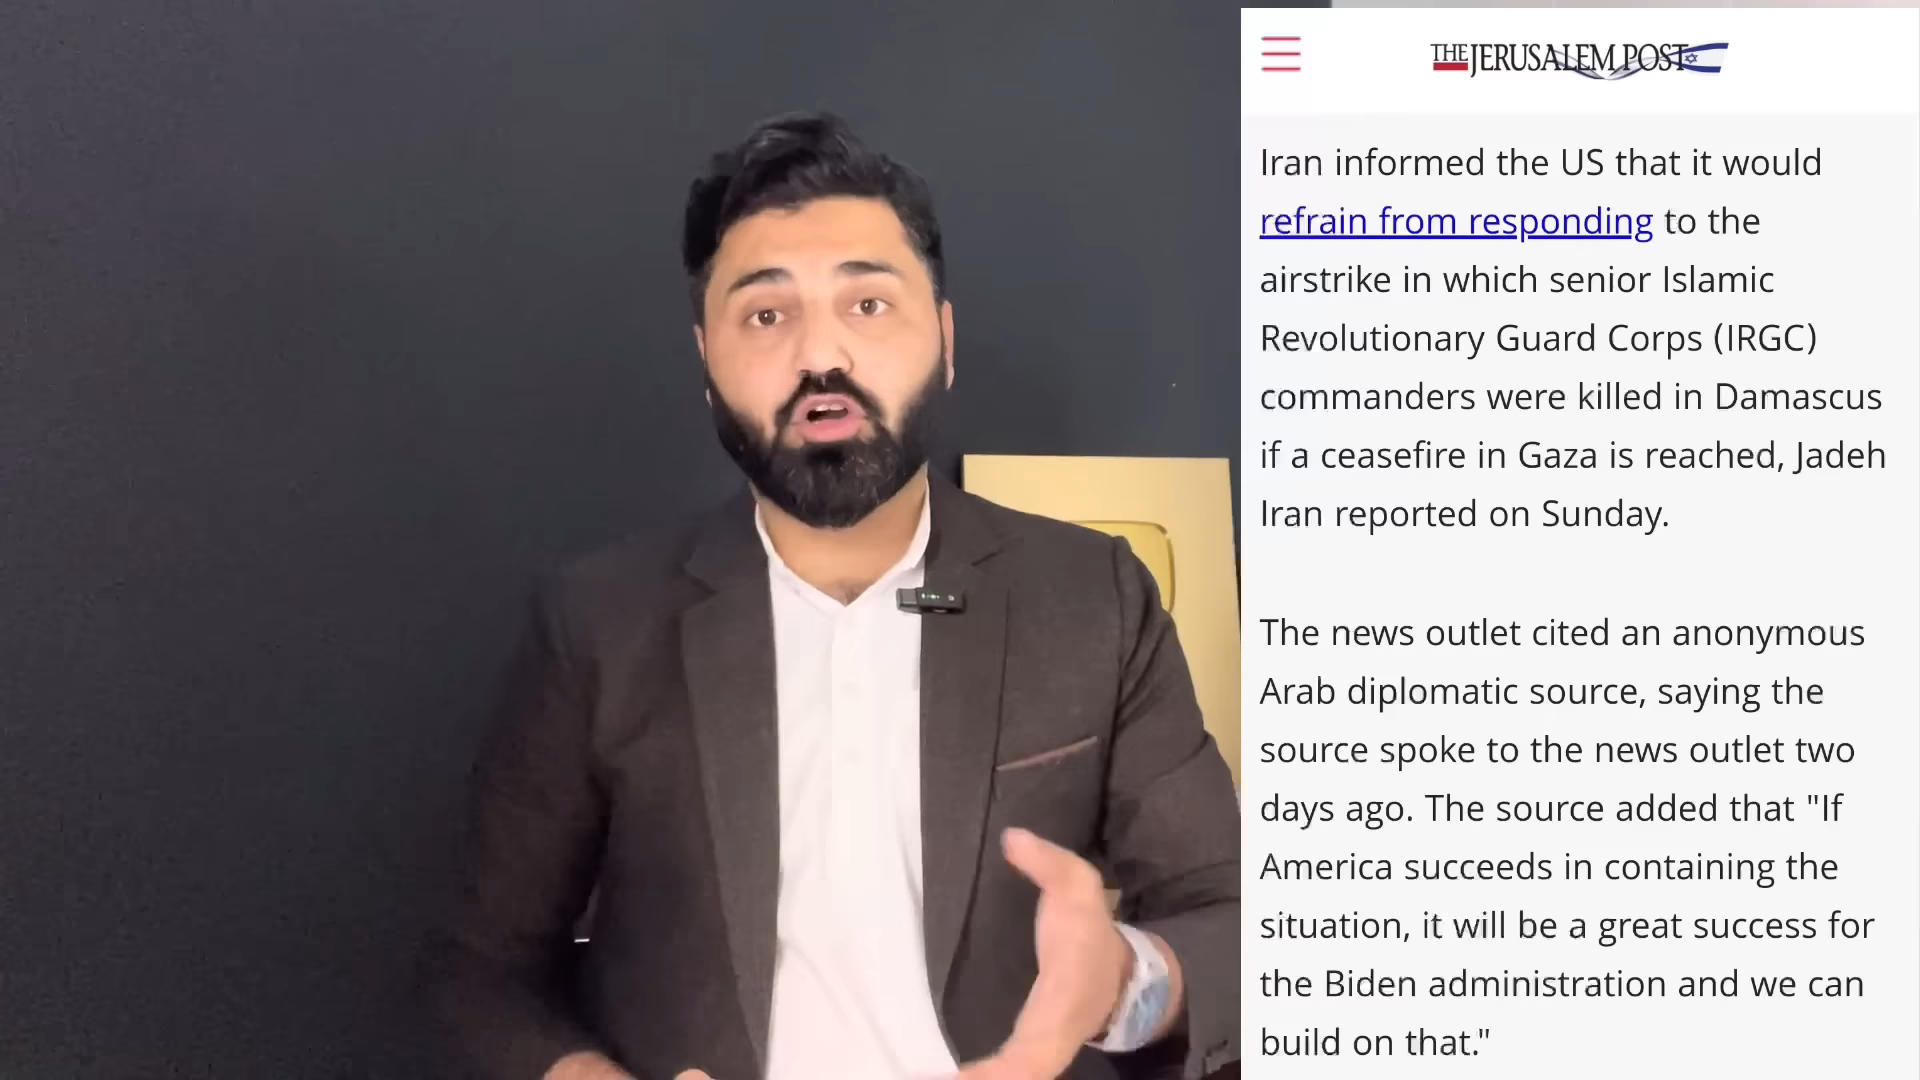 THE JERUSALEM POST
Iran informed the US that it would
refrain from responding to the
airstrike in which senior Islamic
Revolutionary Guard Corps (IRGC)
commanders were killed in Damascus
if a ceasefire in Gaza is reached, Jadeh
Iran reported on Sunday.
The news outlet cited an anonymous
Arab diplomatic source, saying the
source spoke to the news outlet two
days ago. The source added that "If
America succeeds in containing the
situation, it will be a great success for
the Biden administration and we can
build on that."